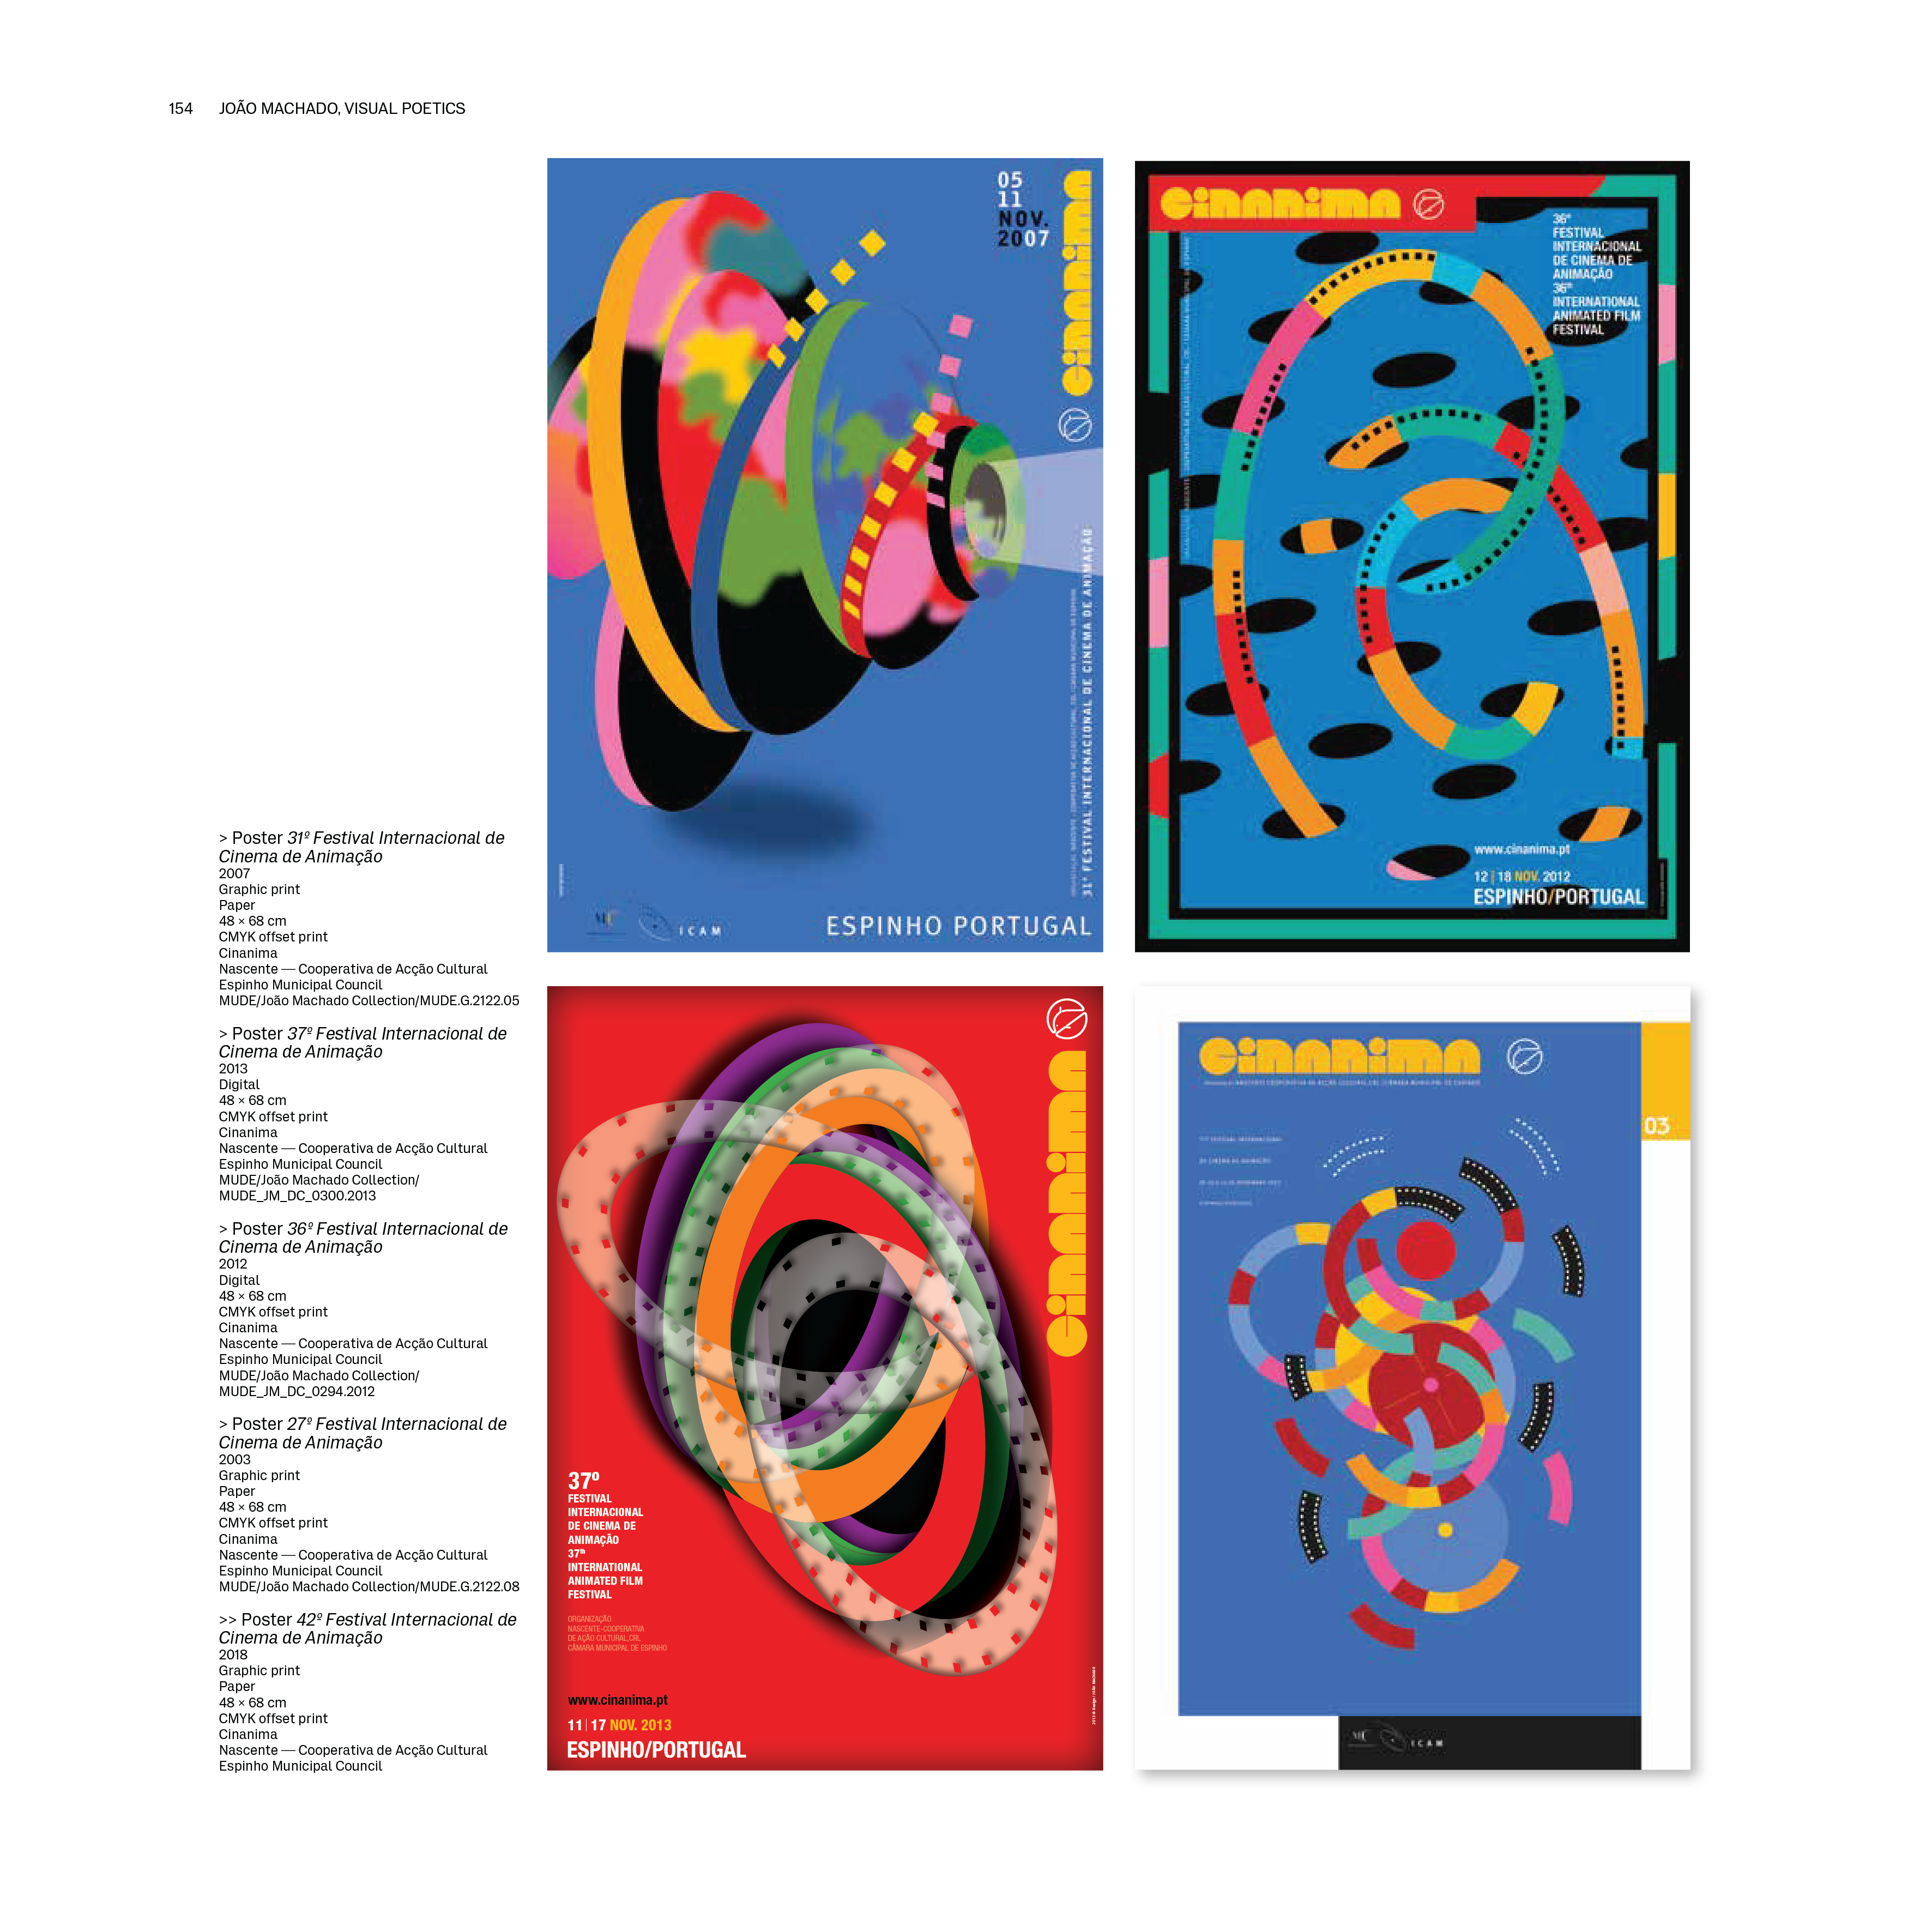 154 JOÃO MACHADO, VISUAL POETICS
> Poster 31º Festival Internacional de
Cinema de Animação
2007
Graphic print
Paper
48 × 68 cm
CMYK offset print
Cinanima
Nascente — Cooperativa de Acção Cultural
Espinho Municipal Council
MUDE/João Machado Collection/MUDE.G.2122.05
> Poster 37º Festival Internacional de
Cinema de Animação
2013
Digital
48 × 68 cm
CMYK offset print
Cinanima
Nascente — Cooperativa de Acção Cultural
Espinho Municipal Council
MUDE/João Machado Collection/
MUDE_JM_DC_0300.2013
> Poster 36º Festival Internacional de
Cinema de Animação
2012
Digital
48 × 68 cm
CMYK offset print
Cinanima
Nascente — Cooperativa de Acção Cultural
Espinho Municipal Council
MUDE/João Machado Collection/
MUDE_JM_DC_0294.2012
> Poster 27º Festival Internacional de
Cinema de Animação
2003
Graphic print
Paper
48 × 68 cm
CMYK offset print
Cinanima
Nascente — Cooperativa de Acção Cultural
Espinho Municipal Council
MUDE/João Machado Collection/MUDE.G.2122.08
>> Poster 42º Festival Internacional de
Cinema de Animação
2018
Graphic print
Paper
48 × 68 cm
CMYK offset print
Cinanima
Nascente — Cooperativa de Acção Cultural
Espinho Municipal Council
05
11
NOV.
2007
cinanima
31º FESTIVAL INTERNACIONAL DE CINEMA DE ANIMAÇÃO
ICAM
ESPINHO PORTUGAL
cinanima
36º
FESTIVAL
INTERNACIONAL
DE CINEMA DE
ANIMAÇÃO
36th
INTERNATIONAL
ANIMATED FILM
FESTIVAL
www.cinanima.pt
12 | 18 NOV. 2012
ESPINHO/PORTUGAL
cinanima
37º
FESTIVAL
INTERNACIONAL
DE CINEMA DE
ANIMAÇÃO
37th
INTERNATIONAL
ANIMATED FILM
FESTIVAL
ORGANIZAÇÃO
NASCENTE-COOPERATIVA
DE AÇÃO CULTURAL,CRL
CÂMARA MUNICIPAL DE ESPINHO
www.cinanima.pt
11 | 17 NOV. 2013
ESPINHO/PORTUGAL
cinanima
NASCENTE COOPERATIVA DE ACÇÃO CULTURAL,CRL /CÂMARA MUNICIPAL DE ESPINHO
03
ICAM